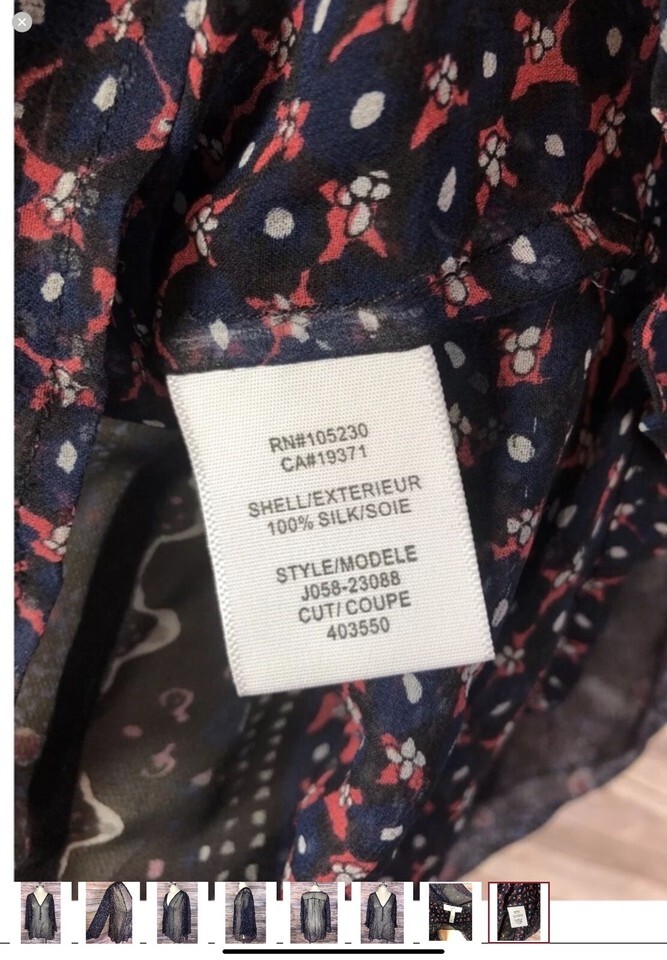 RN#105230
CA#19371
SHELL/EXTERIEUR
100% SILK/SOIE
STYLE/MODELE
J058-23088
CUT/COUPE
403550